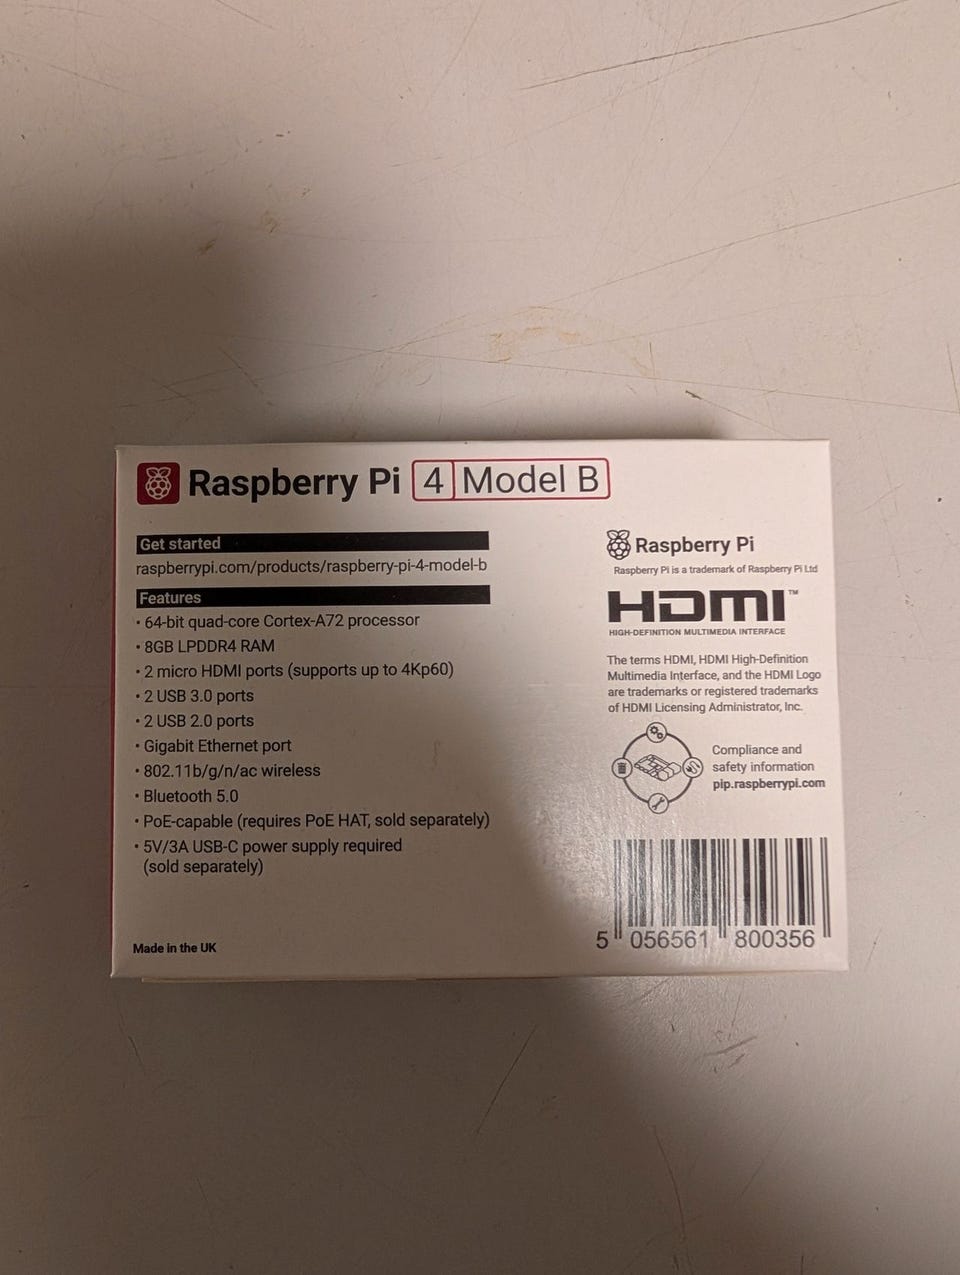 Raspberry Pi 4 Model B
Get started
raspberrypi.com/products/raspberry-pi-4-model-b
Features
• 64-bit quad-core Cortex-A72 processor
• 8GB LPDDR4 RAM
• 2 micro HDMI ports (supports up to 4Kp60)
• 2 USB 3.0 ports
• 2 USB 2.0 ports
• Gigabit Ethernet port
• 802.11b/g/n/ac wireless
• Bluetooth 5.0
• PoE-capable (requires PoE HAT, sold separately)
• 5V/3A USB-C power supply required
(sold separately)
Made in the UK
Raspberry Pi
Raspberry Pi is a trademark of Raspberry Pi Ltd
HDMI™
HIGH-DEFINITION MULTIMEDIA INTERFACE
The terms HDMI, HDMI High-Definition
Multimedia Interface, and the HDMI Logo
are trademarks or registered trademarks
of HDMI Licensing Administrator, Inc.
Compliance and
safety information
pip.raspberrypi.com
5 056561 800356